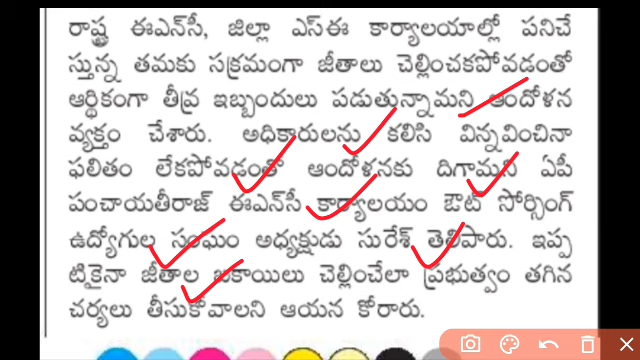 రాష్ట్ర ఈఎన్‌సీ, జిల్లా ఎస్‌ఈ కార్యాలయాల్లో పనిచే
స్తున్న తమకు సక్రమంగా జీతాలు చెల్లించకపోవడంతో
ఆర్థికంగా తీవ్ర ఇబ్బందులు పడుతున్నామని ఆందోళన
వ్యక్తం చేశారు. అధికారులను కలిసి విన్నవించినా
ఫలితం లేకపోవడంతో ఆందోళనకు దిగామని ఏపీ
పంచాయతీరాజ్ ఈఎన్‌సీ కార్యాలయం ఔట్ సోర్సింగ్
ఉద్యోగుల సంఘం అధ్యక్షుడు సురేశ్ తెలిపారు. ఇప్ప
టికైనా జీతాల బకాయిలు చెల్లించేలా ప్రభుత్వం తగిన
చర్యలు తీసుకోవాలని ఆయన కోరారు.